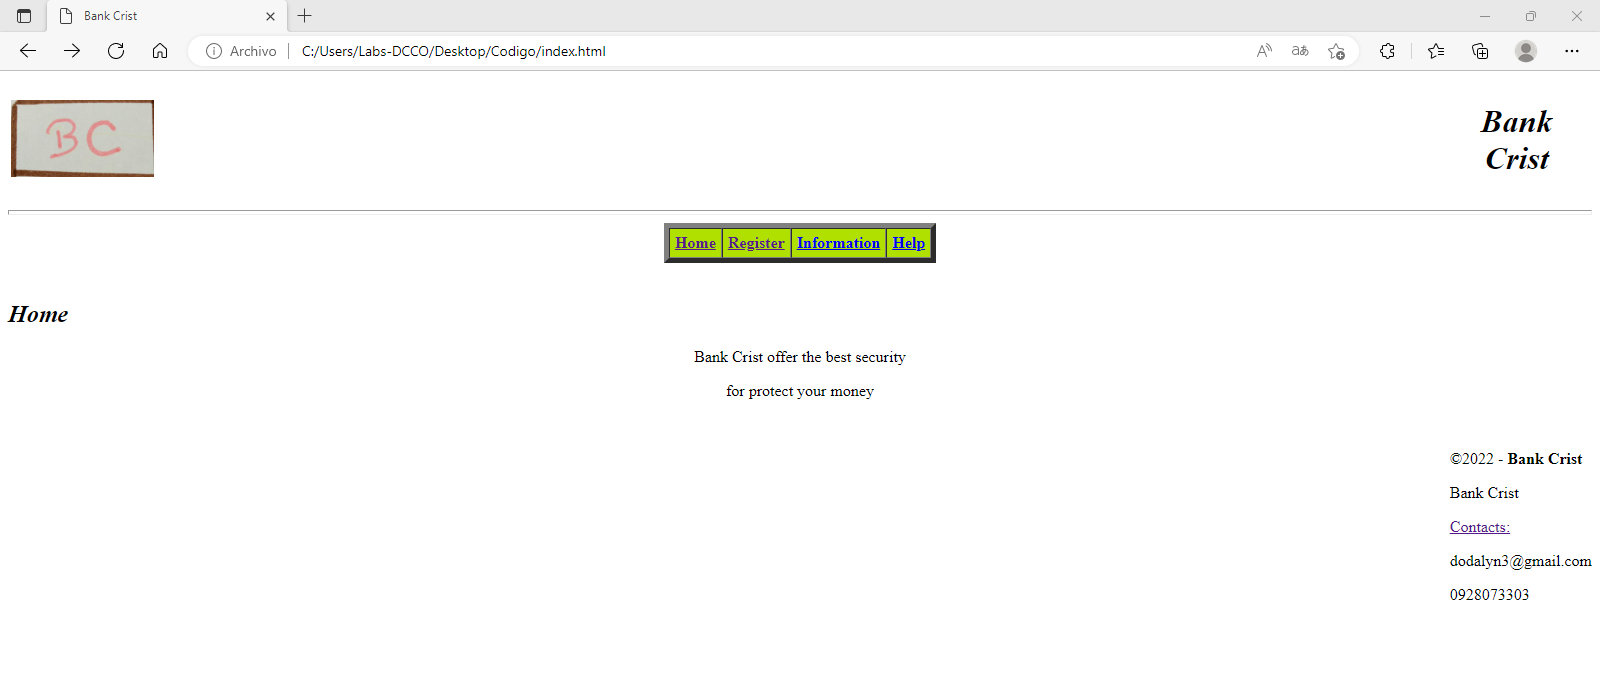 Bank Crist
Archivo C:/Users/Labs-DCCO/Desktop/Codigo/index.html
BC
Bank
Crist
Home Register Information Help
Home
Bank Crist offer the best security
for protect your money
©2022 - Bank Crist
Bank Crist
Contacts:
dodalyn3@gmail.com
0928073303